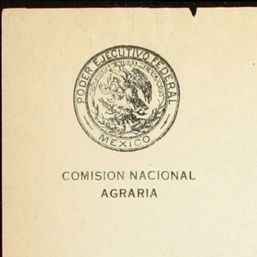 PODER EJECUTIVO FEDERAL
MEXICO
COMISION NACIONAL
AGRARIA